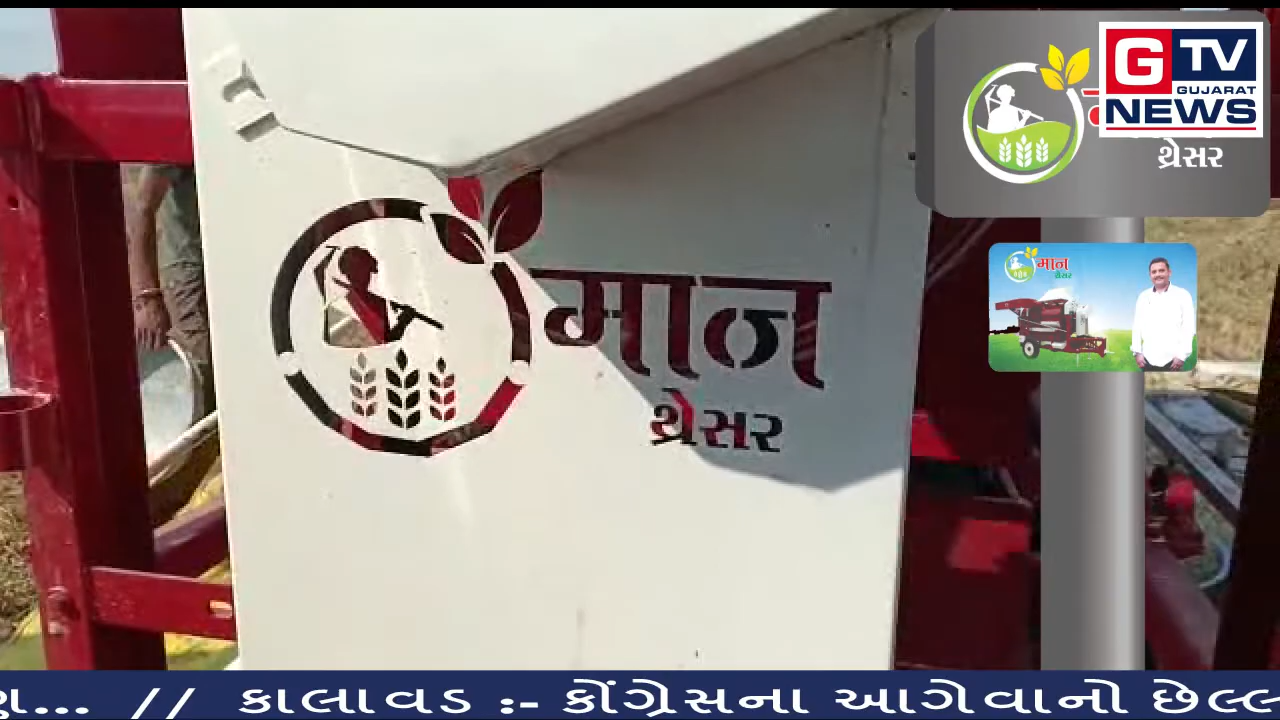 G TV
GUJARAT
NEWS
થ્રેસર
માન
થ્રેસર
માન
થ્રેસર
... // કાલાવડ :- કોંગ્રેસના આગેવાનો